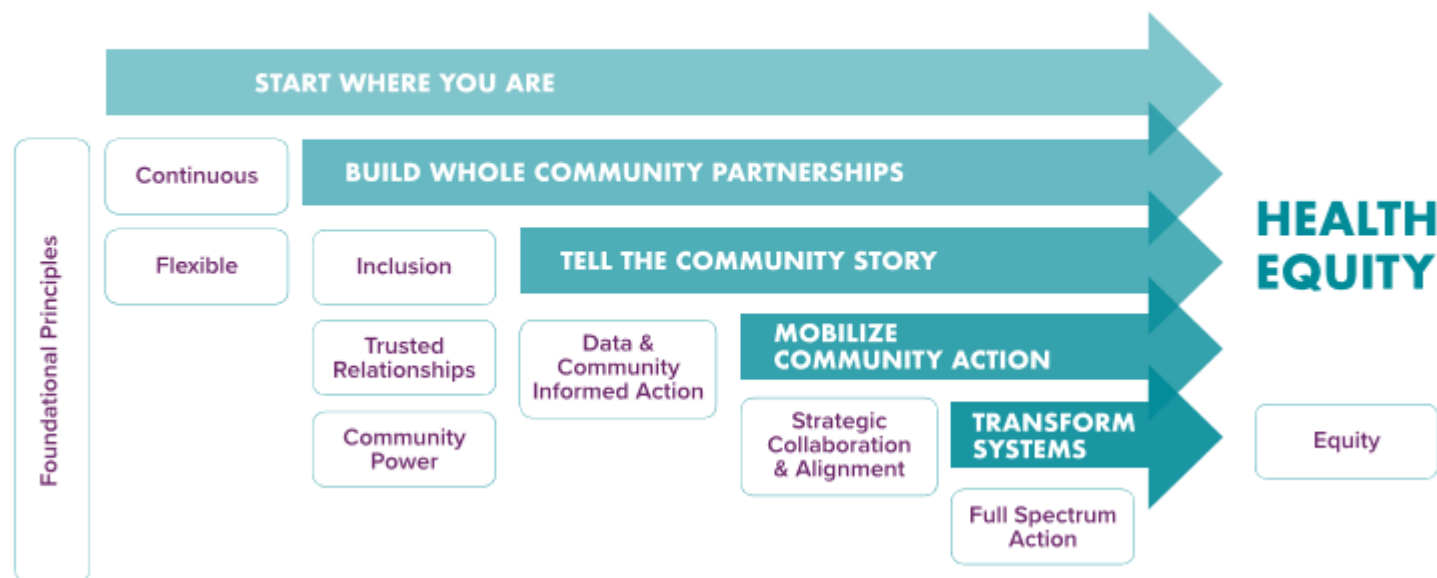 START WHERE YOU ARE
Foundational Principles
Continuous
BUILD WHOLE COMMUNITY PARTNERSHIPS
Flexible
Inclusion
TELL THE COMMUNITY STORY
HEALTH
EQUITY
Trusted
Relationships
Data &
Community
Informed Action
MOBILIZE
COMMUNITY ACTION
Community
Power
Strategic
Collaboration
& Alignment
TRANSFORM
SYSTEMS
Equity
Full Spectrum
Action